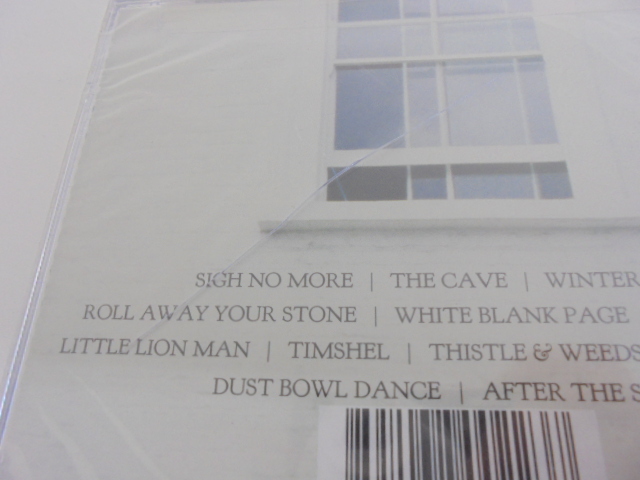 SIGH NO MORE | THE CAVE | WINTER
ROLL AWAY YOUR STONE | WHITE BLANK PAGE
LITTLE LION MAN | TIMSHEL | THISTLE & WEEDS
DUST BOWL DANCE | AFTER THE S